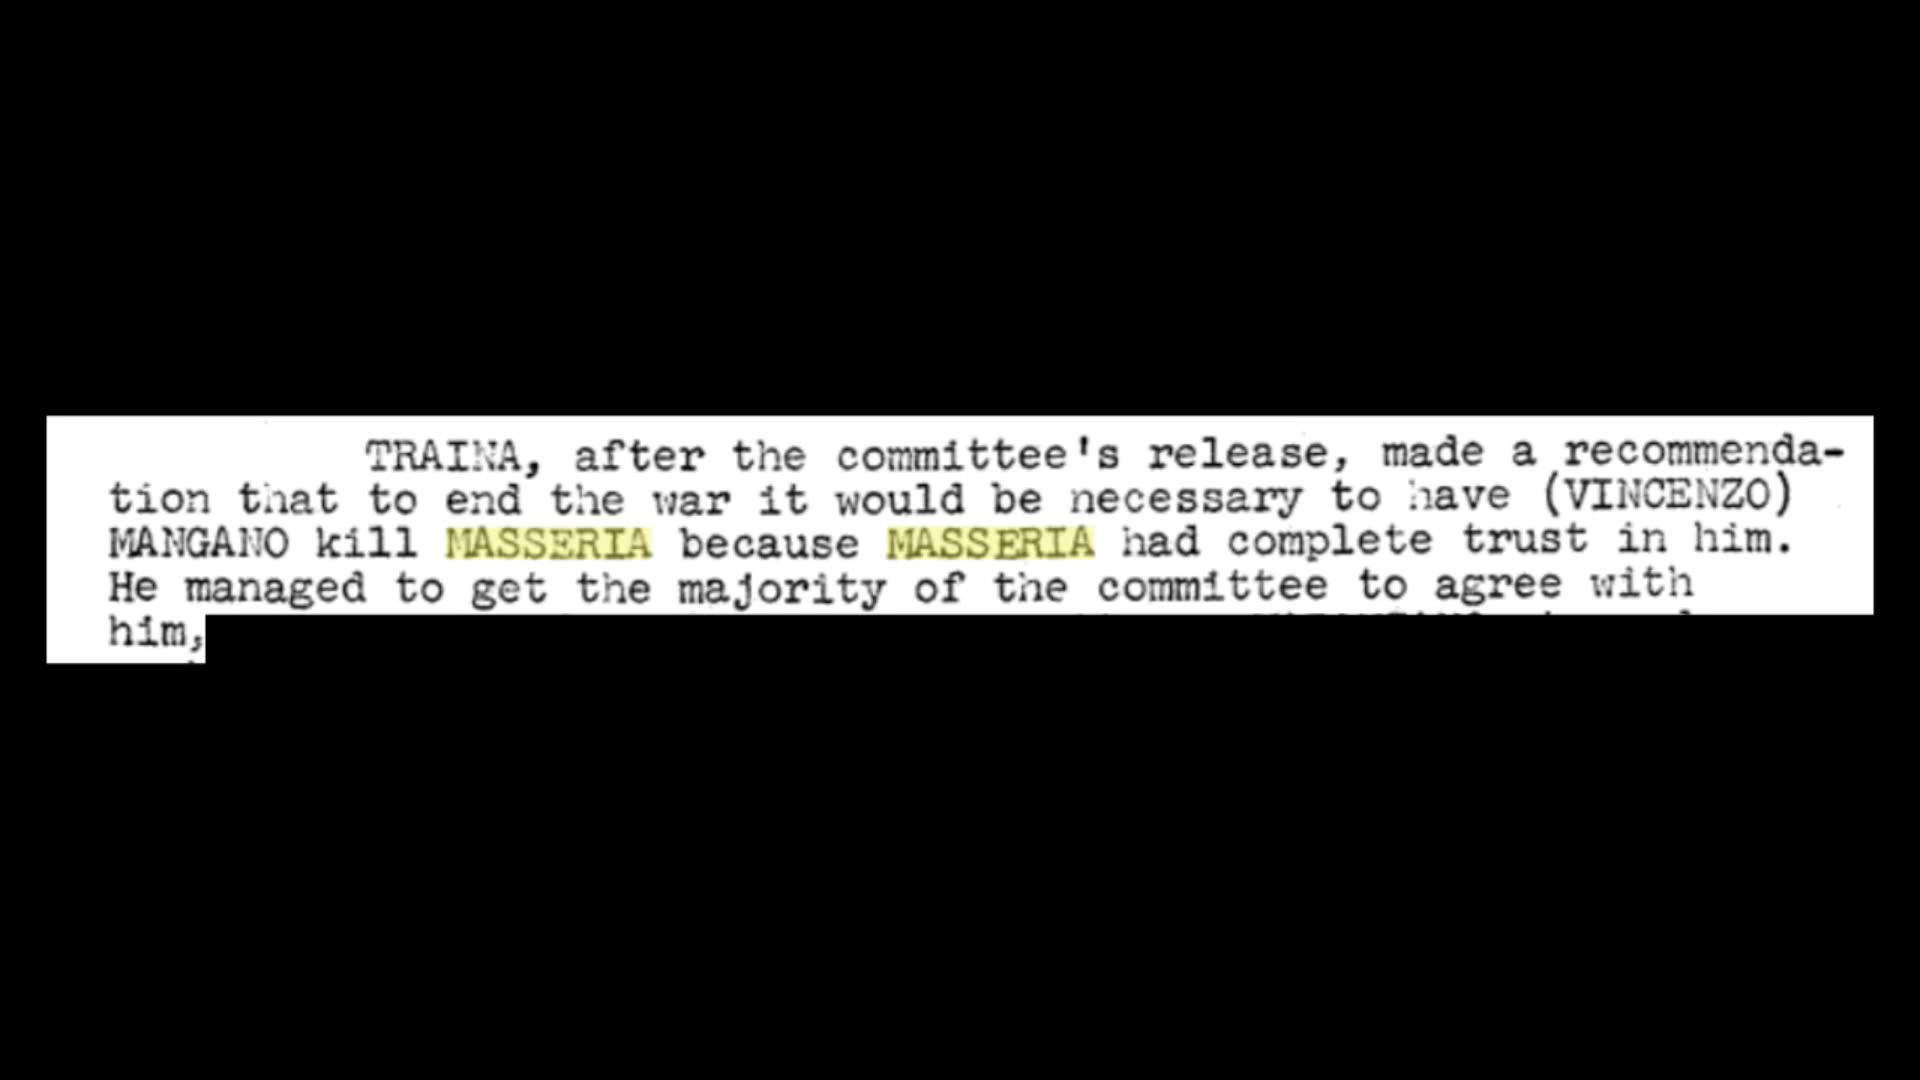 TRAINA, after the committee's release, made a recommenda-
tion that to end the war it would be necessary to have (VINCENZO)
MANGANO kill MASSERIA because MASSERIA had complete trust in him.
He managed to get the majority of the committee to agree with
him,